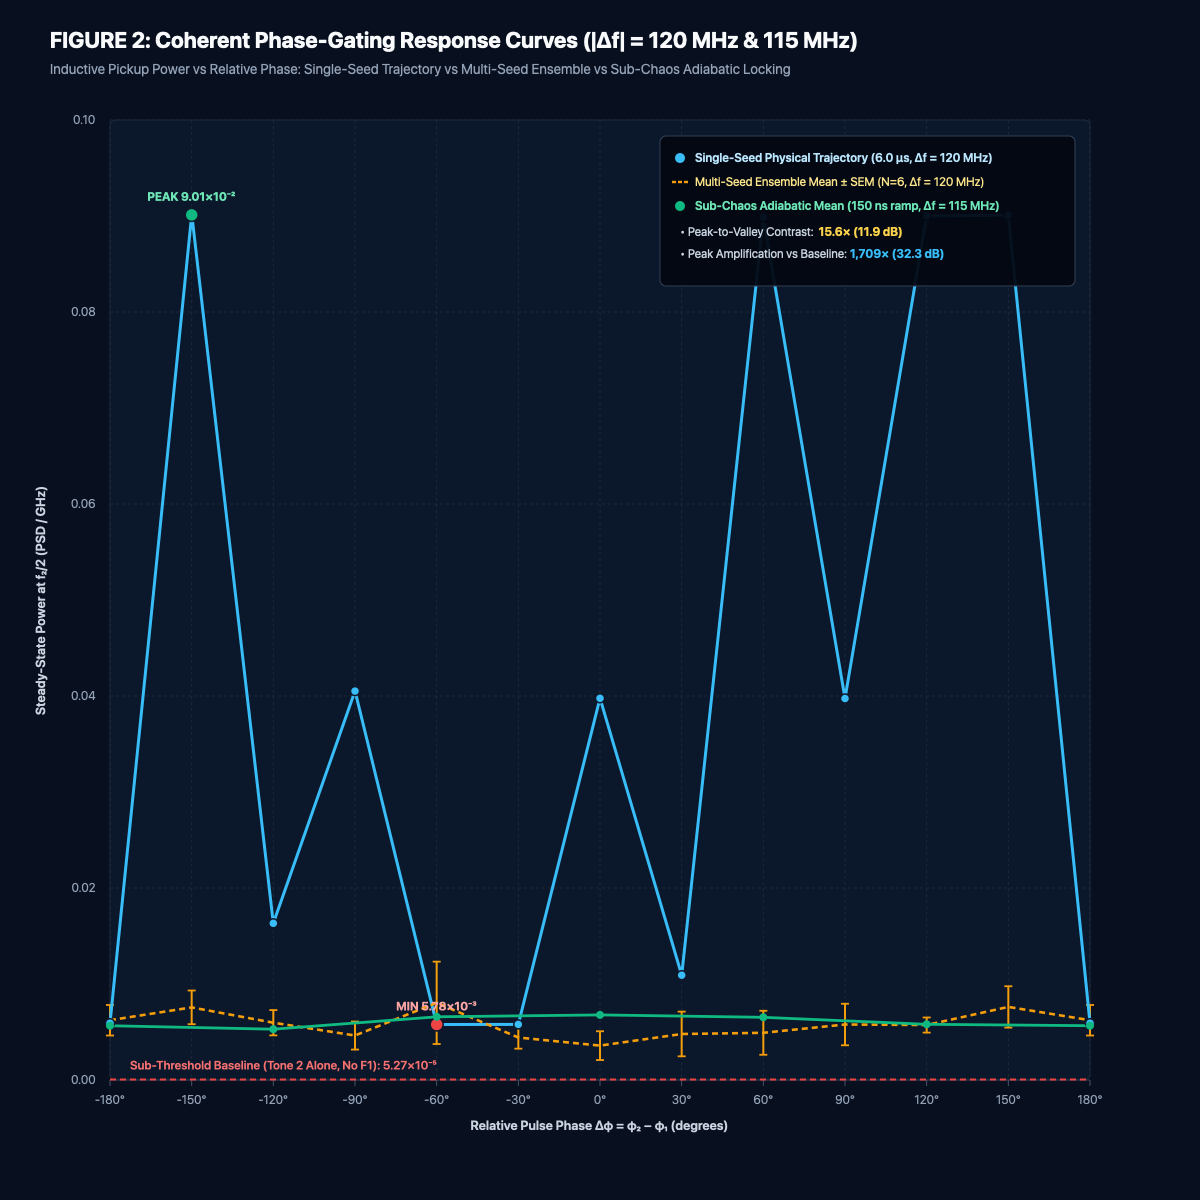 FIGURE 2: Coherent Phase-Gating Response Curves (|Δf| = 120 MHz & 115 MHz)
Inductive Pickup Power vs Relative Phase: Single-Seed Trajectory vs Multi-Seed Ensemble vs Sub-Chaos Adiabatic Locking
0.10
Single-Seed Physical Trajectory (6.0 μs, Δf = 120 MHz)
Multi-Seed Ensemble Mean ± SEM (N=6, Δf = 120 MHz)
Sub-Chaos Adiabatic Mean (150 ns ramp, Δf = 115 MHz)
• Peak-to-Valley Contrast: 15.6× (11.9 dB)
• Peak Amplification vs Baseline: 1,709× (32.3 dB)
PEAK 9.01×10⁻²
0.08
0.06
0.04
0.02
0.00
Steady-State Power at f₂/2 (PSD / GHz)
MIN 5.78×10⁻³
Sub-Threshold Baseline (Tone 2 Alone, No F1): 5.27×10⁻⁵
-180° -150° -120° -90° -60° -30° 0° 30° 60° 90° 120° 150° 180°
Relative Pulse Phase Δφ = φ₂ − φ₁ (degrees)